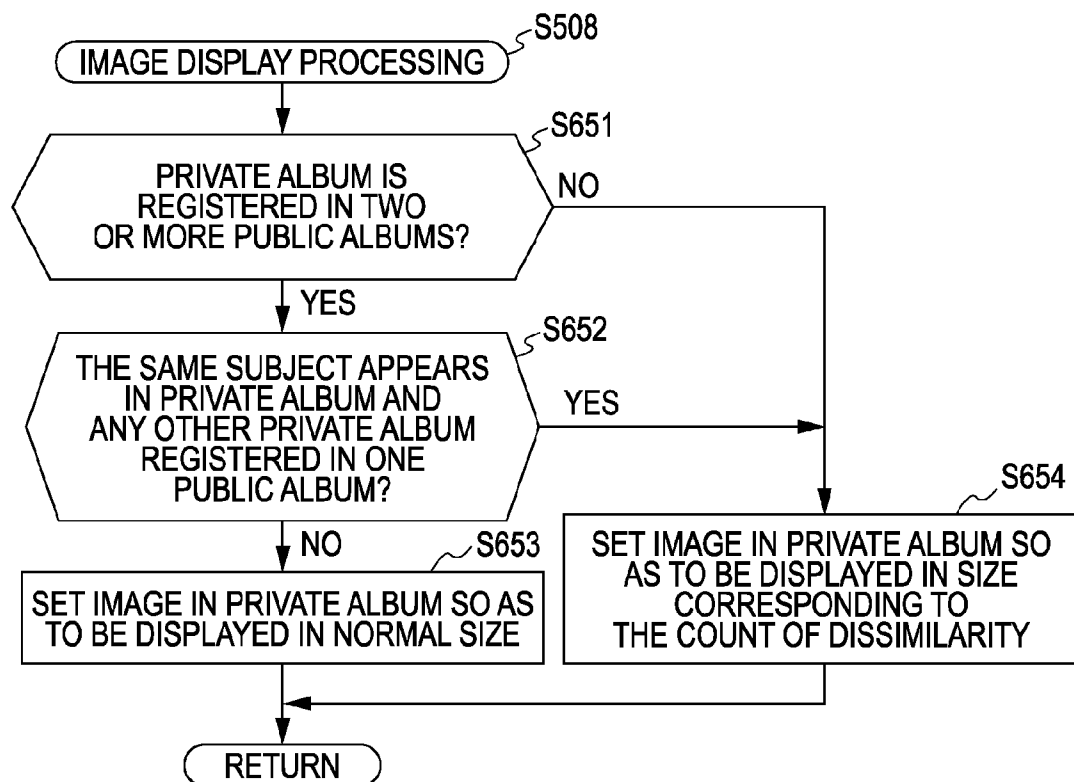 S508
IMAGE DISPLAY PROCESSING
S651
PRIVATE ALBUM IS
REGISTERED IN TWO
OR MORE PUBLIC ALBUMS?
NO
YES
S652
THE SAME SUBJECT APPEARS
IN PRIVATE ALBUM AND
ANY OTHER PRIVATE ALBUM
REGISTERED IN ONE
PUBLIC ALBUM?
YES
NO
S653
SET IMAGE IN PRIVATE ALBUM SO AS
TO BE DISPLAYED IN NORMAL SIZE
S654
SET IMAGE IN PRIVATE ALBUM SO
AS TO BE DISPLAYED IN SIZE
CORRESPONDING TO
THE COUNT OF DISSIMILARITY
RETURN